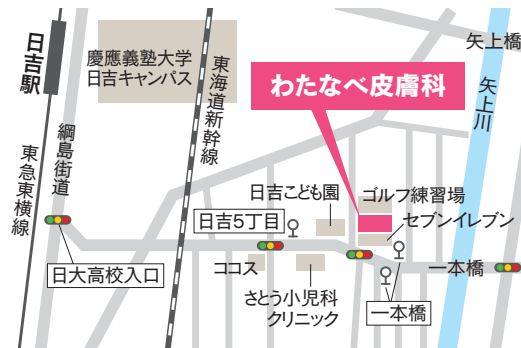 日吉駅
慶應義塾大学
日吉キャンパス
東海道新幹線
矢上橋
矢上川
わたなべ皮膚科
綱島街道
東急東横線
日吉こども園
ゴルフ練習場
セブンイレブン
日吉5丁目
日大高校入口
ココス
さとう小児科
クリニック
一本橋
一本橋